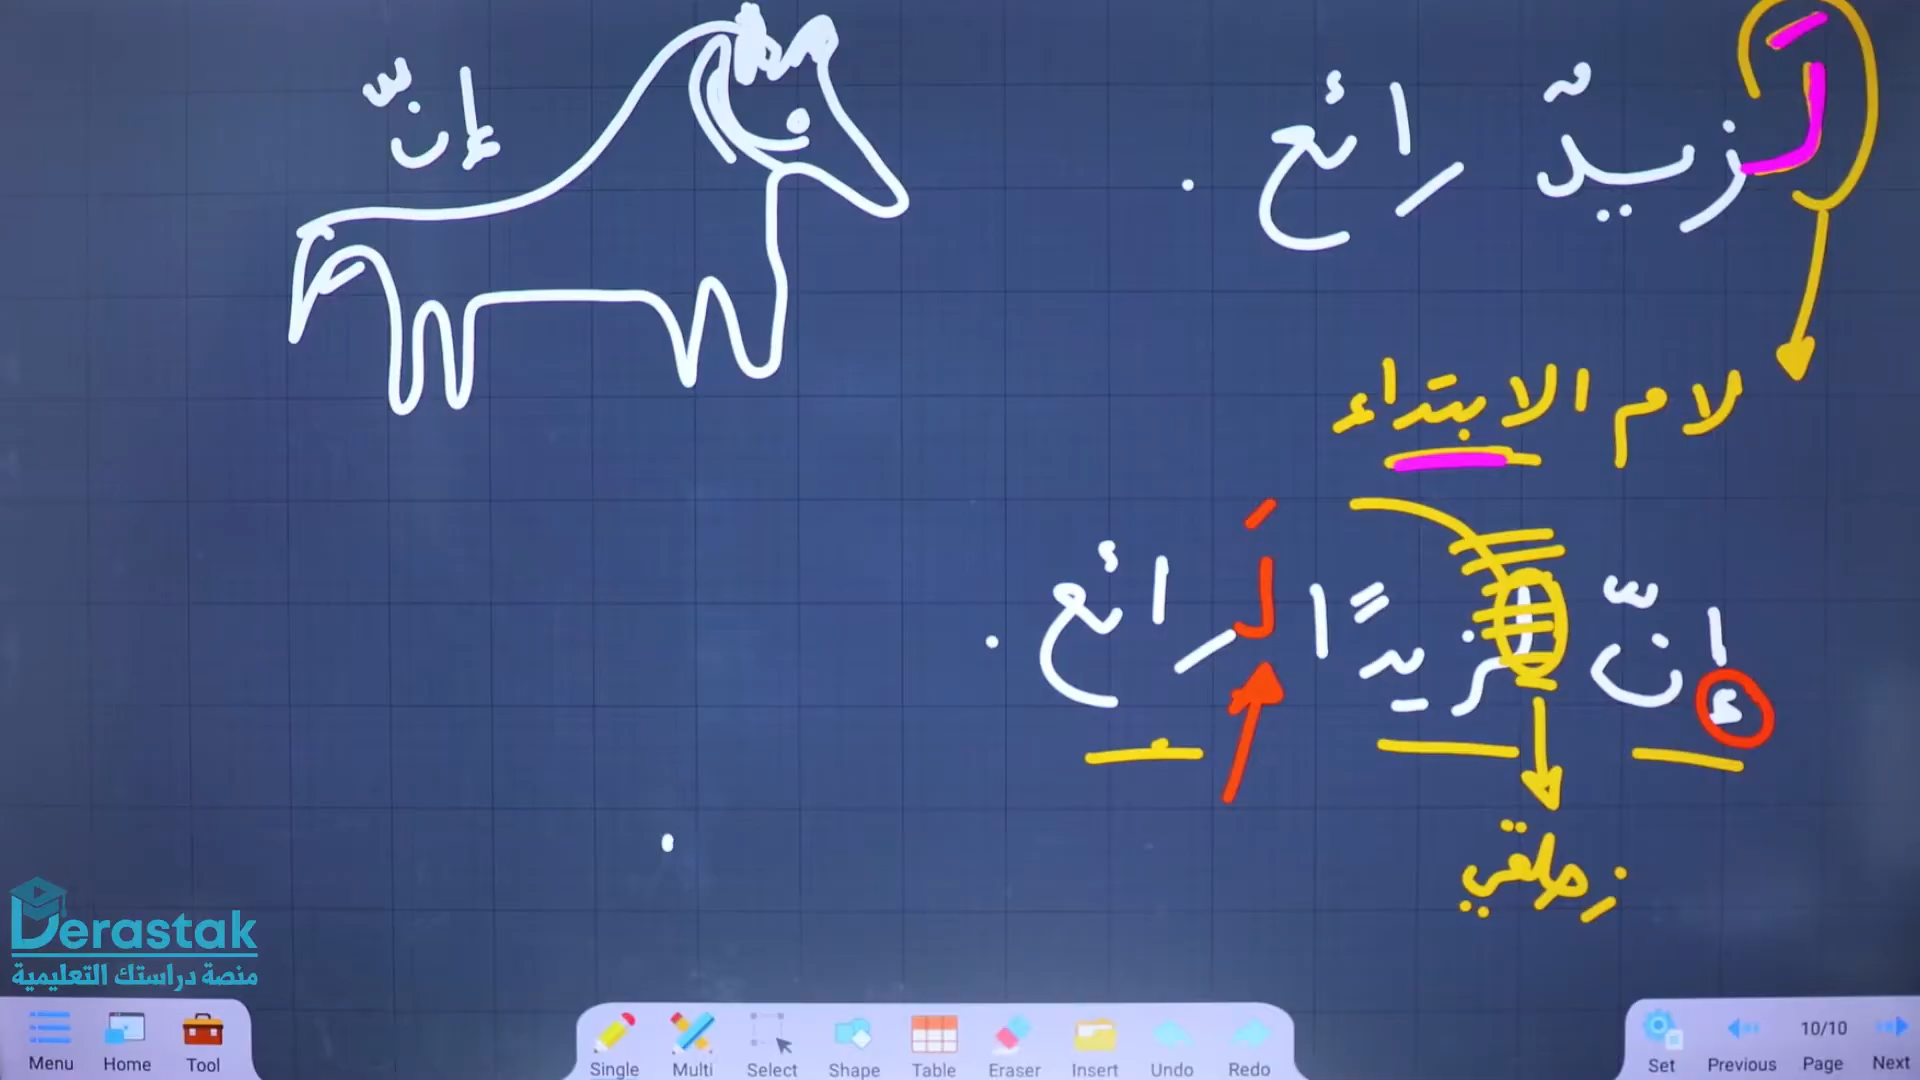 لَزيدٌ رائع .
إنّ
لام الابتداء
إنّ زيدًا لَرائع .
زحلقي
Derastak
منصة دراستك التعليمية
Menu Home Tool
Single Multi Select Shape Table Eraser Insert Undo Redo
Set Previous 10/10 Page Next